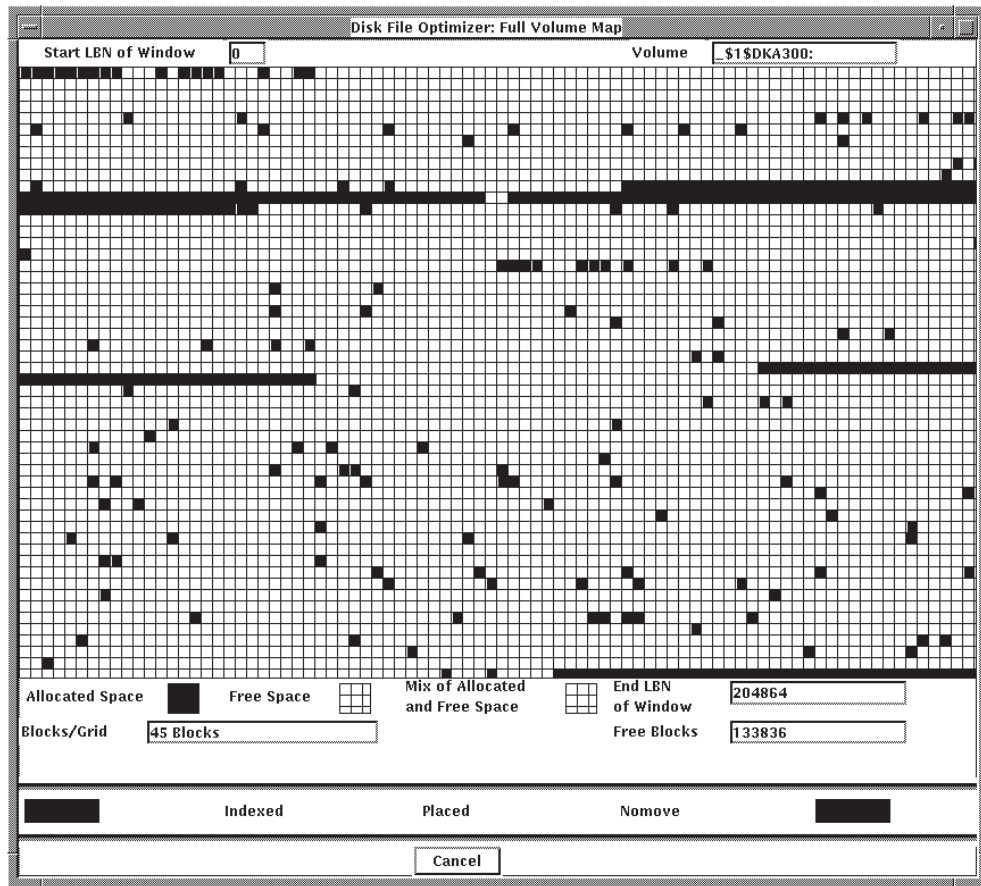 Disk File Optimizer: Full Volume Map
Start LBN of Window 0 Volume _$1$DKA300:
Allocated Space Free Space Mix of Allocated and Free Space End LBN of Window 204864
Blocks/Grid 45 Blocks Free Blocks 133836
Indexed Placed Nomove
Cancel